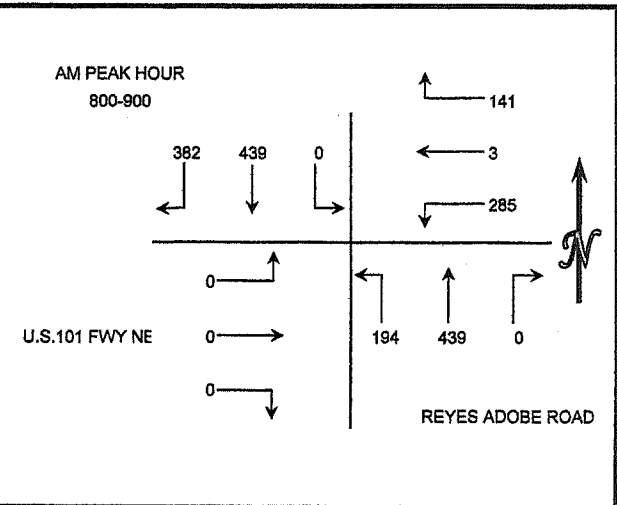 AM PEAK HOUR
800-900
141
382 439 0
3
285
N
0
U.S.101 FWY NE 0
194 439 0
0
REYES ADOBE ROAD